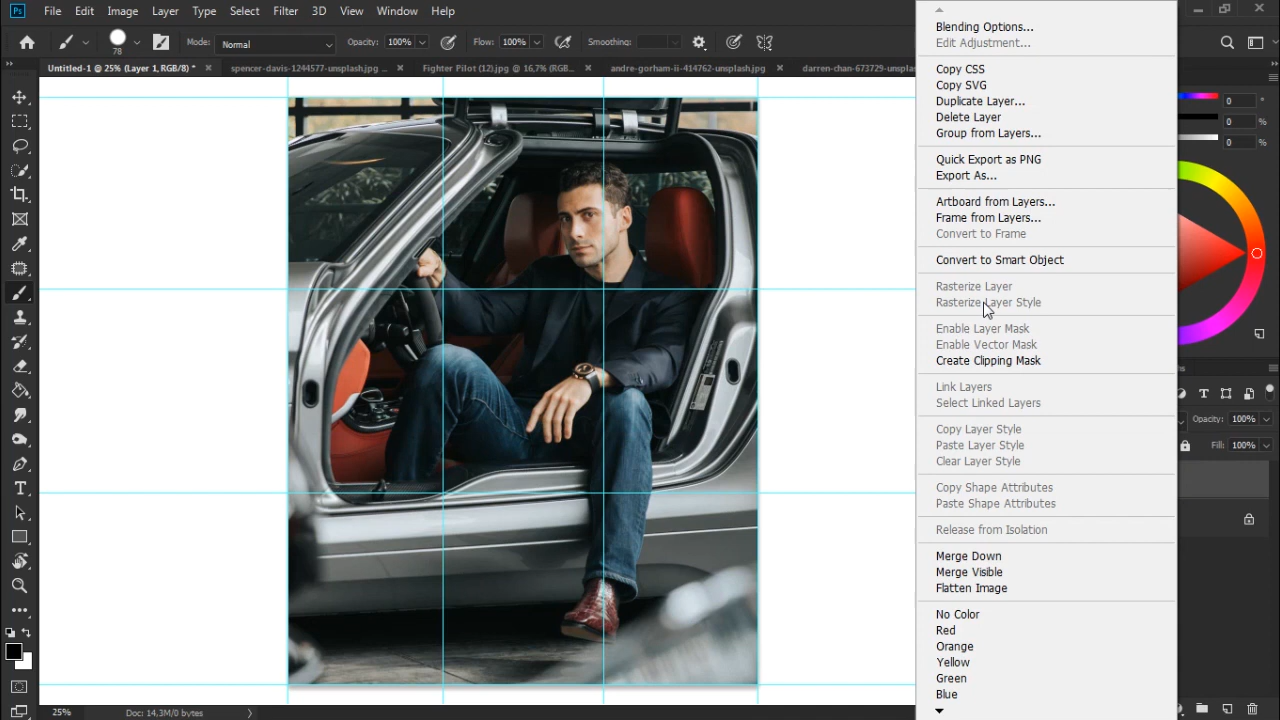 Ps File Edit Image Layer Type Select Filter 3D View Window Help
78 Mode: Normal Opacity: 100% Flow: 100% Smoothing:
Untitled-1 @ 25% (Layer 1, RGB/8) * × spencer-davis-1244577-unsplash.jpg ... × Fighter Pilot (12).jpg @ 16,7% (RGB... × andre-gorham-ii-414762-unsplash.jpg × darren-chan-673729-unsplas
Blending Options...
Edit Adjustment...
Copy CSS
Copy SVG
Duplicate Layer...
Delete Layer
Group from Layers...
Quick Export as PNG
Export As...
Artboard from Layers...
Frame from Layers...
Convert to Frame
Convert to Smart Object
Rasterize Layer
Rasterize Layer Style
Enable Layer Mask
Enable Vector Mask
Create Clipping Mask
Link Layers
Select Linked Layers
Copy Layer Style
Paste Layer Style
Clear Layer Style
Copy Shape Attributes
Paste Shape Attributes
Release from Isolation
Merge Down
Merge Visible
Flatten Image
No Color
Red
Orange
Yellow
Green
Blue
0 °
0 %
0 %
Opacity: 100%
Fill: 100%
25% Doc: 14,3M/0 bytes